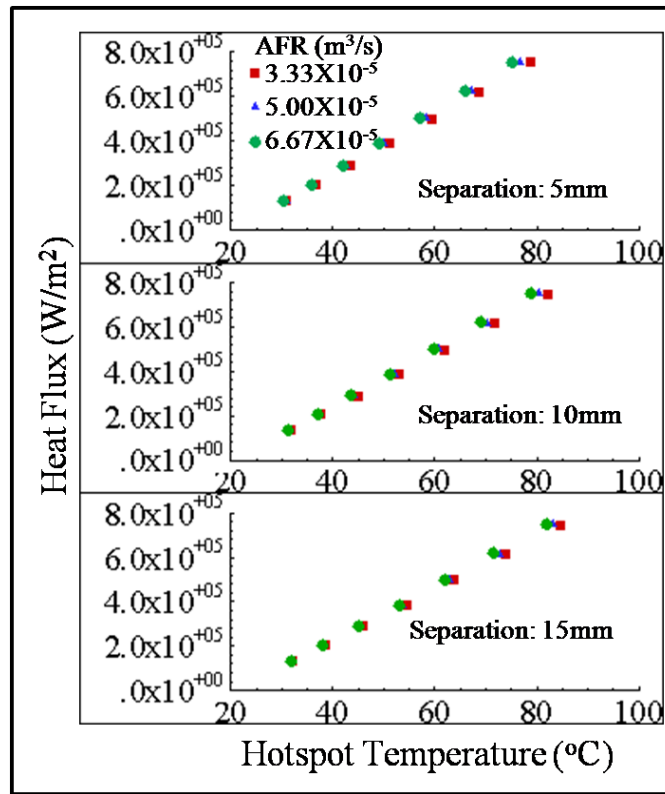 Heat Flux (W/m²)
8.0x10⁺⁰⁵
6.0x10⁺⁰⁵
4.0x10⁺⁰⁵
2.0x10⁺⁰⁵
.0x10⁺⁰⁰
AFR (m³/s)
3.33X10⁻⁵
5.00X10⁻⁵
6.67X10⁻⁵
Separation: 5mm
20 40 60 80 100
8.0x10⁺⁰⁵
6.0x10⁺⁰⁵
4.0x10⁺⁰⁵
2.0x10⁺⁰⁵
.0x10⁺⁰⁰
Separation: 10mm
20 40 60 80 100
8.0x10⁺⁰⁵
6.0x10⁺⁰⁵
4.0x10⁺⁰⁵
2.0x10⁺⁰⁵
.0x10⁺⁰⁰
Separation: 15mm
20 40 60 80 100
Hotspot Temperature (°C)